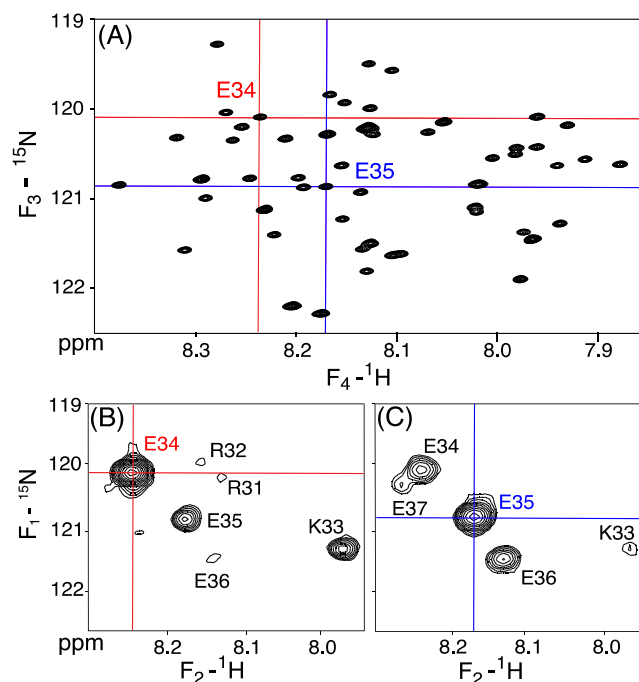 (A)
119
120
121
122
F3 - 15N
E34
E35
ppm
8.3
8.2
8.1
8.0
7.9
F4 -1H
(B)
119
120
121
122
F1 - 15N
E34
R32
R31
E35
K33
E36
ppm
8.2
8.0
F2 -1H
(C)
E34
E37
E35
K33
E36
8.2
8.1
8.0
F2 -1H